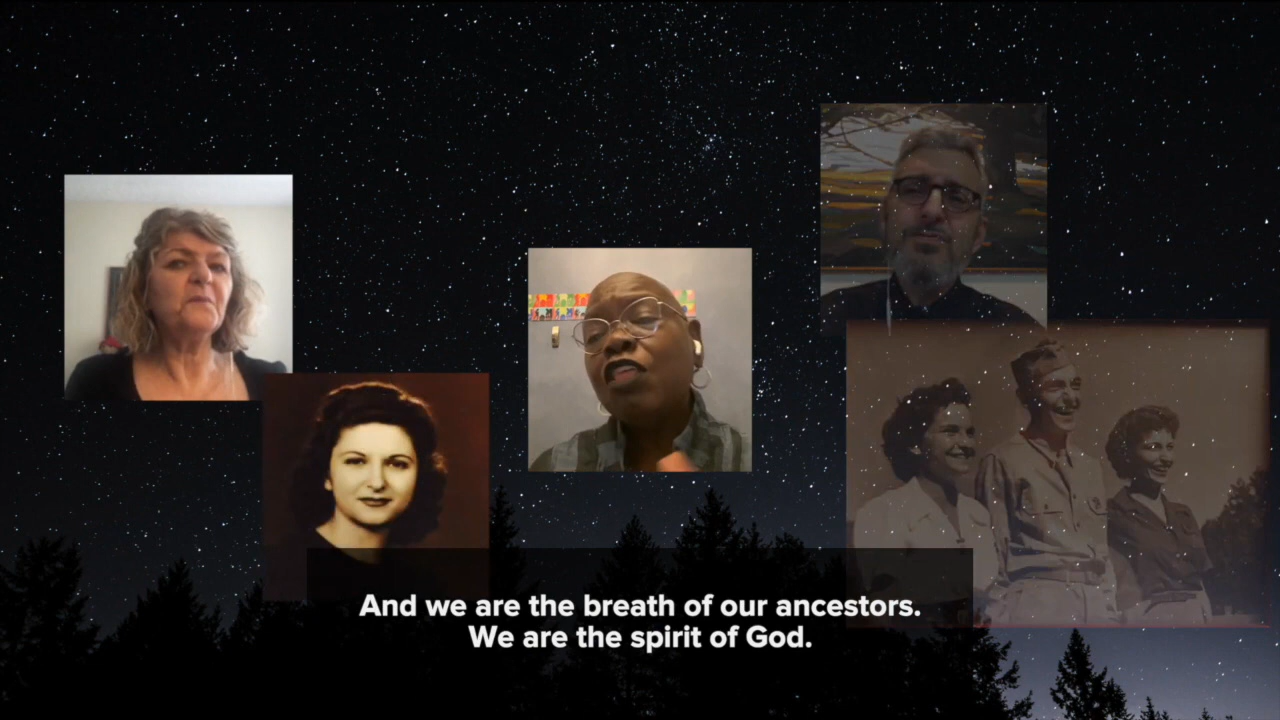 And we are the breath of our ancestors.
We are the spirit of God.